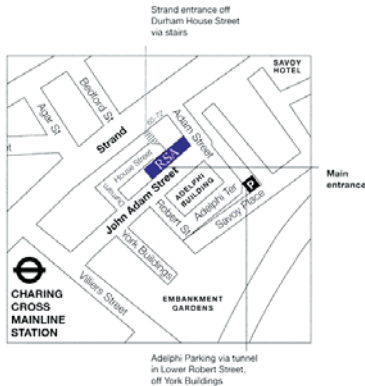 Strand entrance off
Durham House Street
via stairs
SAVOY
HOTEL
Bedford St
Agar St
Strand
Adam Street
RSA
House Street
Durham
John Adam Street
ADELPHI
BUILDING
Main
entrance
P
Adelphi Ter
Savoy Place
Robert St
York Buildings
Villiers Street
CHARING
CROSS
MAINLINE
STATION
EMBANKMENT
GARDENS
Adelphi Parking via tunnel
in Lower Robert Street,
off York Buildings